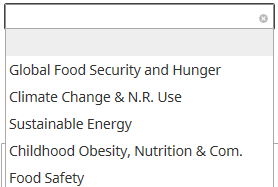 Global Food Security and Hunger
Climate Change & N.R. Use
Sustainable Energy
Childhood Obesity, Nutrition & Com.
Food Safety